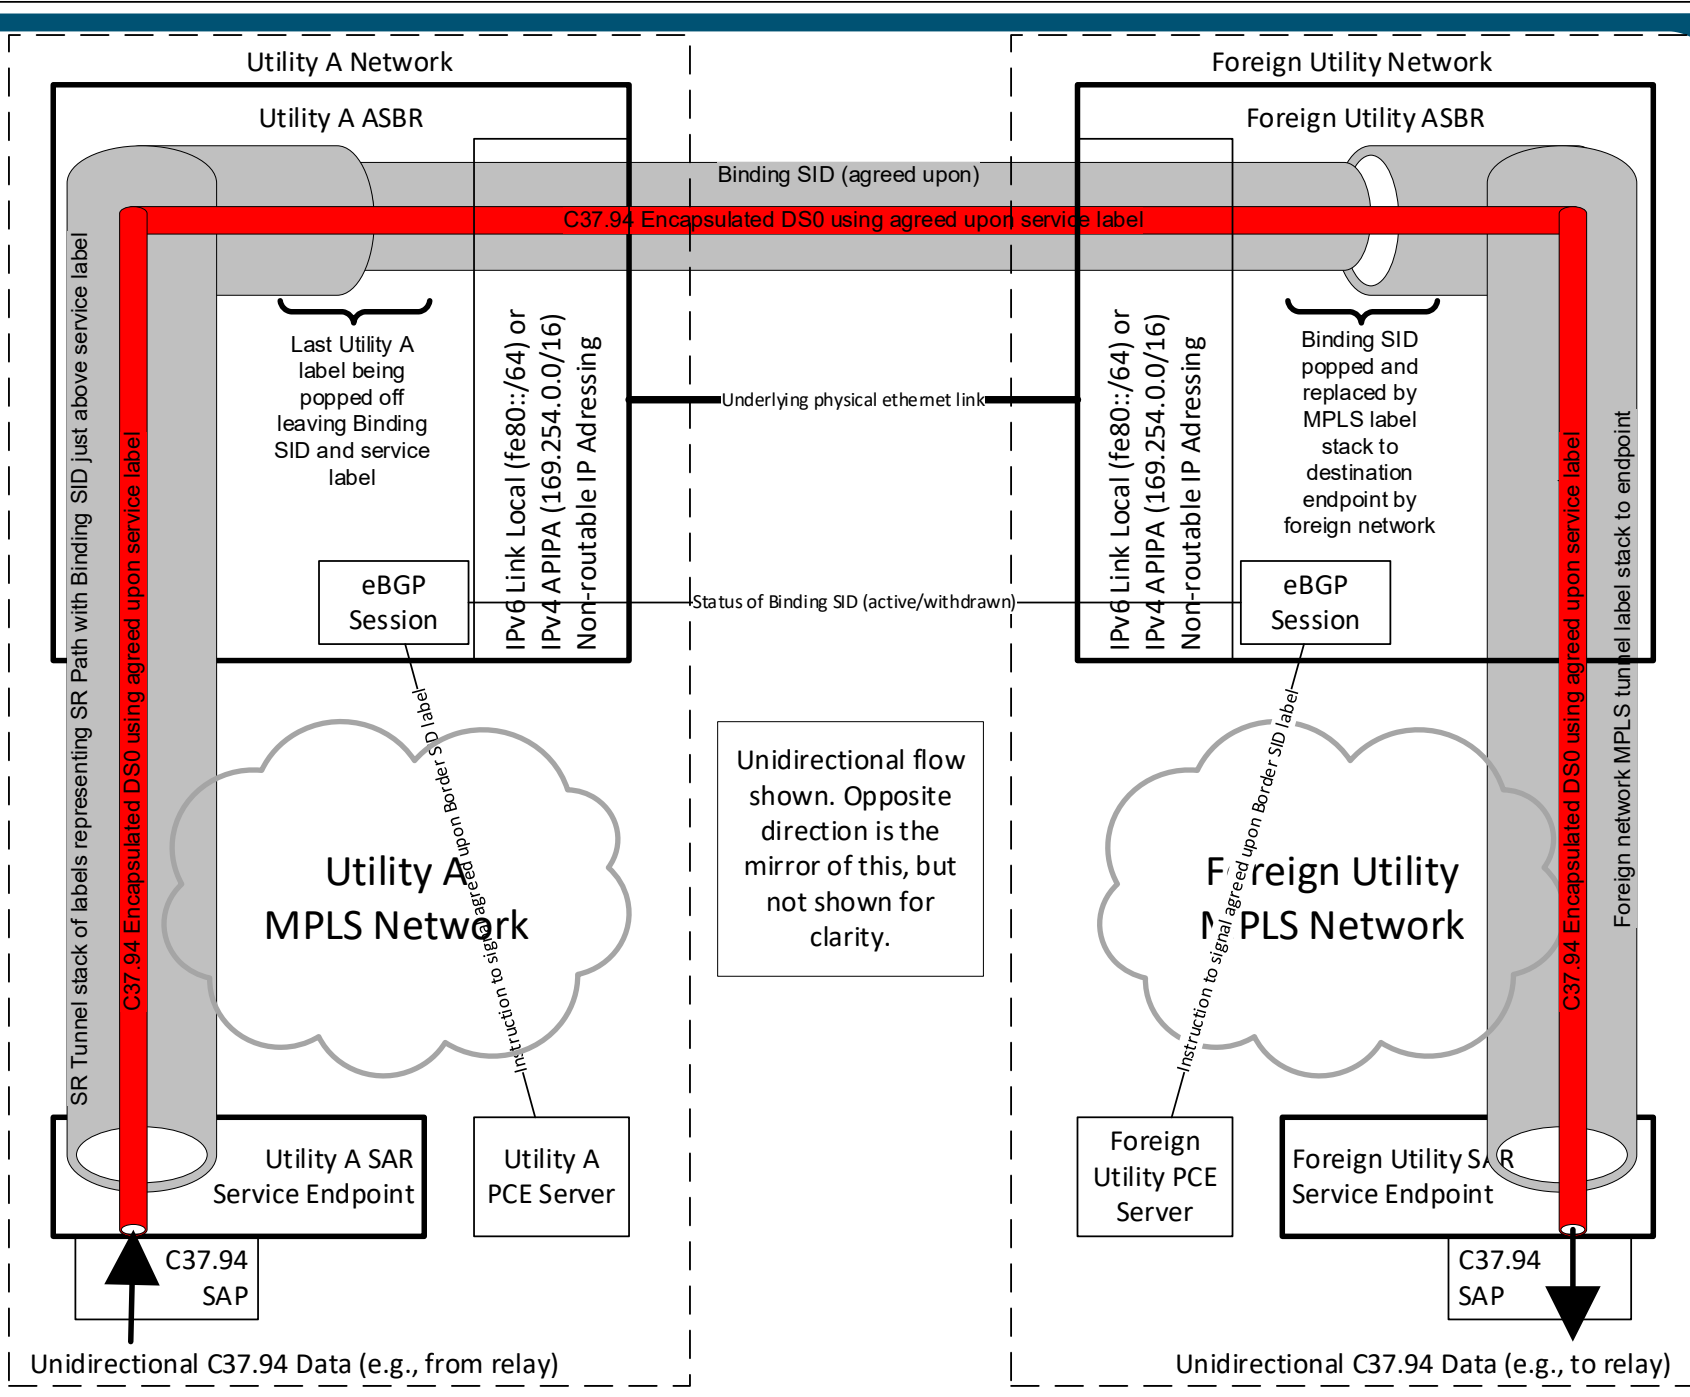 Utility A Network
Foreign Utility Network
Utility A ASBR
Foreign Utility ASBR
Binding SID (agreed upon)
C37.94 Encapsulated DS0 using agreed upon service label
SR Tunnel stack of labels representing SR Path with Binding SID just above service label
C37.94 Encapsulated DS0 using agreed upon service label
Last Utility A
label being
popped off
leaving Binding
SID and service
label
IPv6 Link Local (fe80::/64) or
IPv4 APIPA (169.254.0.0/16)
Non-routable IP Adressing
Underlying physical ethernet link
IPv6 Link Local (fe80::/64) or
IPv4 APIPA (169.254.0.0/16)
Non-routable IP Adressing
Binding SID
popped and
replaced by
MPLS label
stack to
destination
endpoint by
foreign network
C37.94 Encapsulated DS0 using agreed upon service label
Foreign network MPLS tunnel label stack to endpoint
eBGP
Session
Status of Binding SID (active/withdrawn)
eBGP
Session
Instruction to signal agreed upon Border SID label
Instruction to signal agreed upon Border SID label
Utility A
MPLS Network
Unidirectional flow
shown. Opposite
direction is the
mirror of this, but
not shown for
clarity.
Foreign Utility
MPLS Network
Utility A SAR
Service Endpoint
Utility A
PCE Server
Foreign
Utility PCE
Server
Foreign Utility SAR
Service Endpoint
C37.94
SAP
C37.94
SAP
Unidirectional C37.94 Data (e.g., from relay)
Unidirectional C37.94 Data (e.g., to relay)